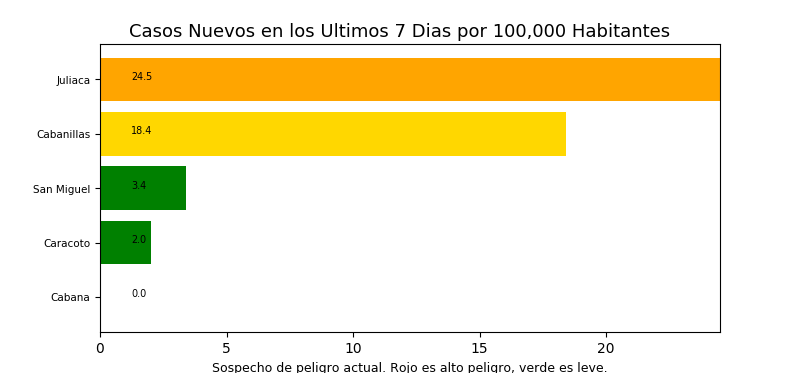 Casos Nuevos en los Ultimos 7 Dias por 100,000 Habitantes
Juliaca 24.5
Cabanillas 18.4
San Miguel 3.4
Caracoto 2.0
Cabana 0.0
0 5 10 15 20
Sospecho de peligro actual. Rojo es alto peligro, verde es leve.